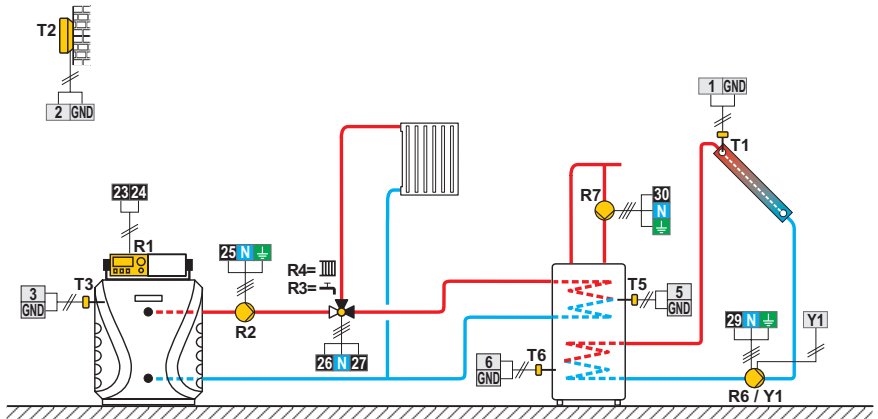 T2
2 GND
1 GND
T1
23 24
R1
25 N
R7
30
N
R4=
R3=
T3
3
GND
R2
T5
5
GND
26 N 27
6
GND
T6
29 N
Y1
R6 / Y1